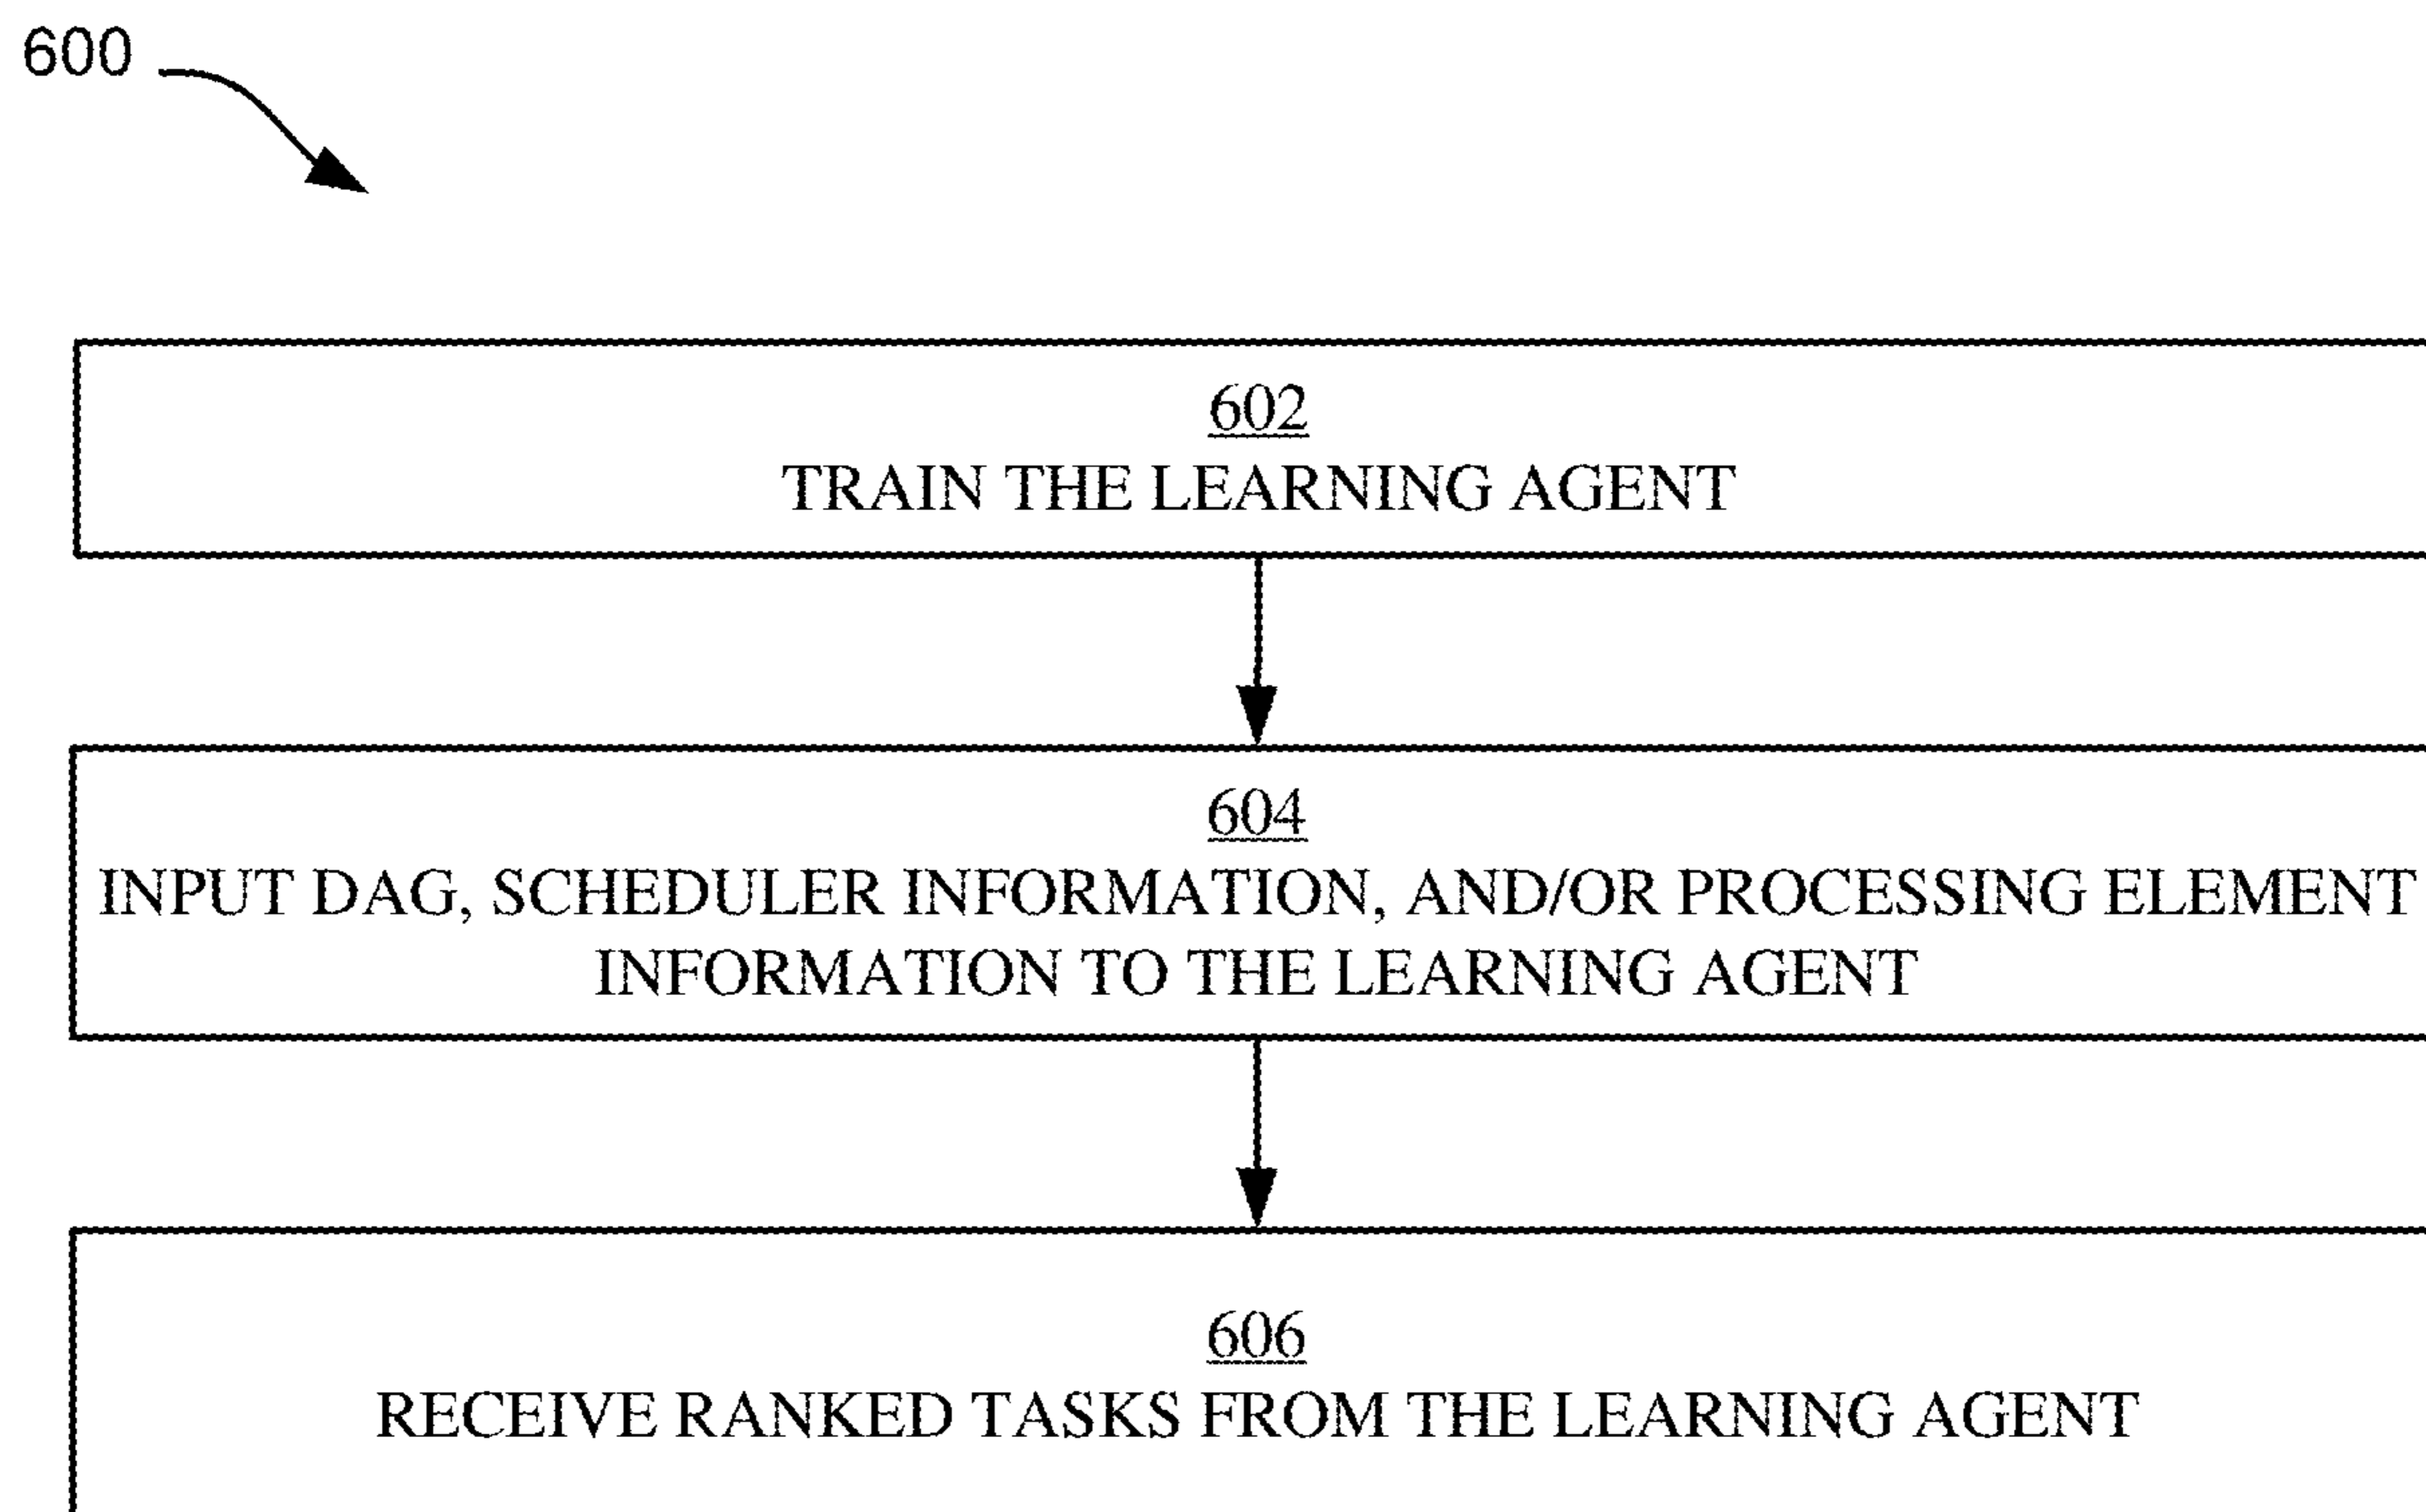 600
602
TRAIN THE LEARNING AGENT
604
INPUT DAG, SCHEDULER INFORMATION, AND/OR PROCESSING ELEMENT
INFORMATION TO THE LEARNING AGENT
606
RECEIVE RANKED TASKS FROM THE LEARNING AGENT